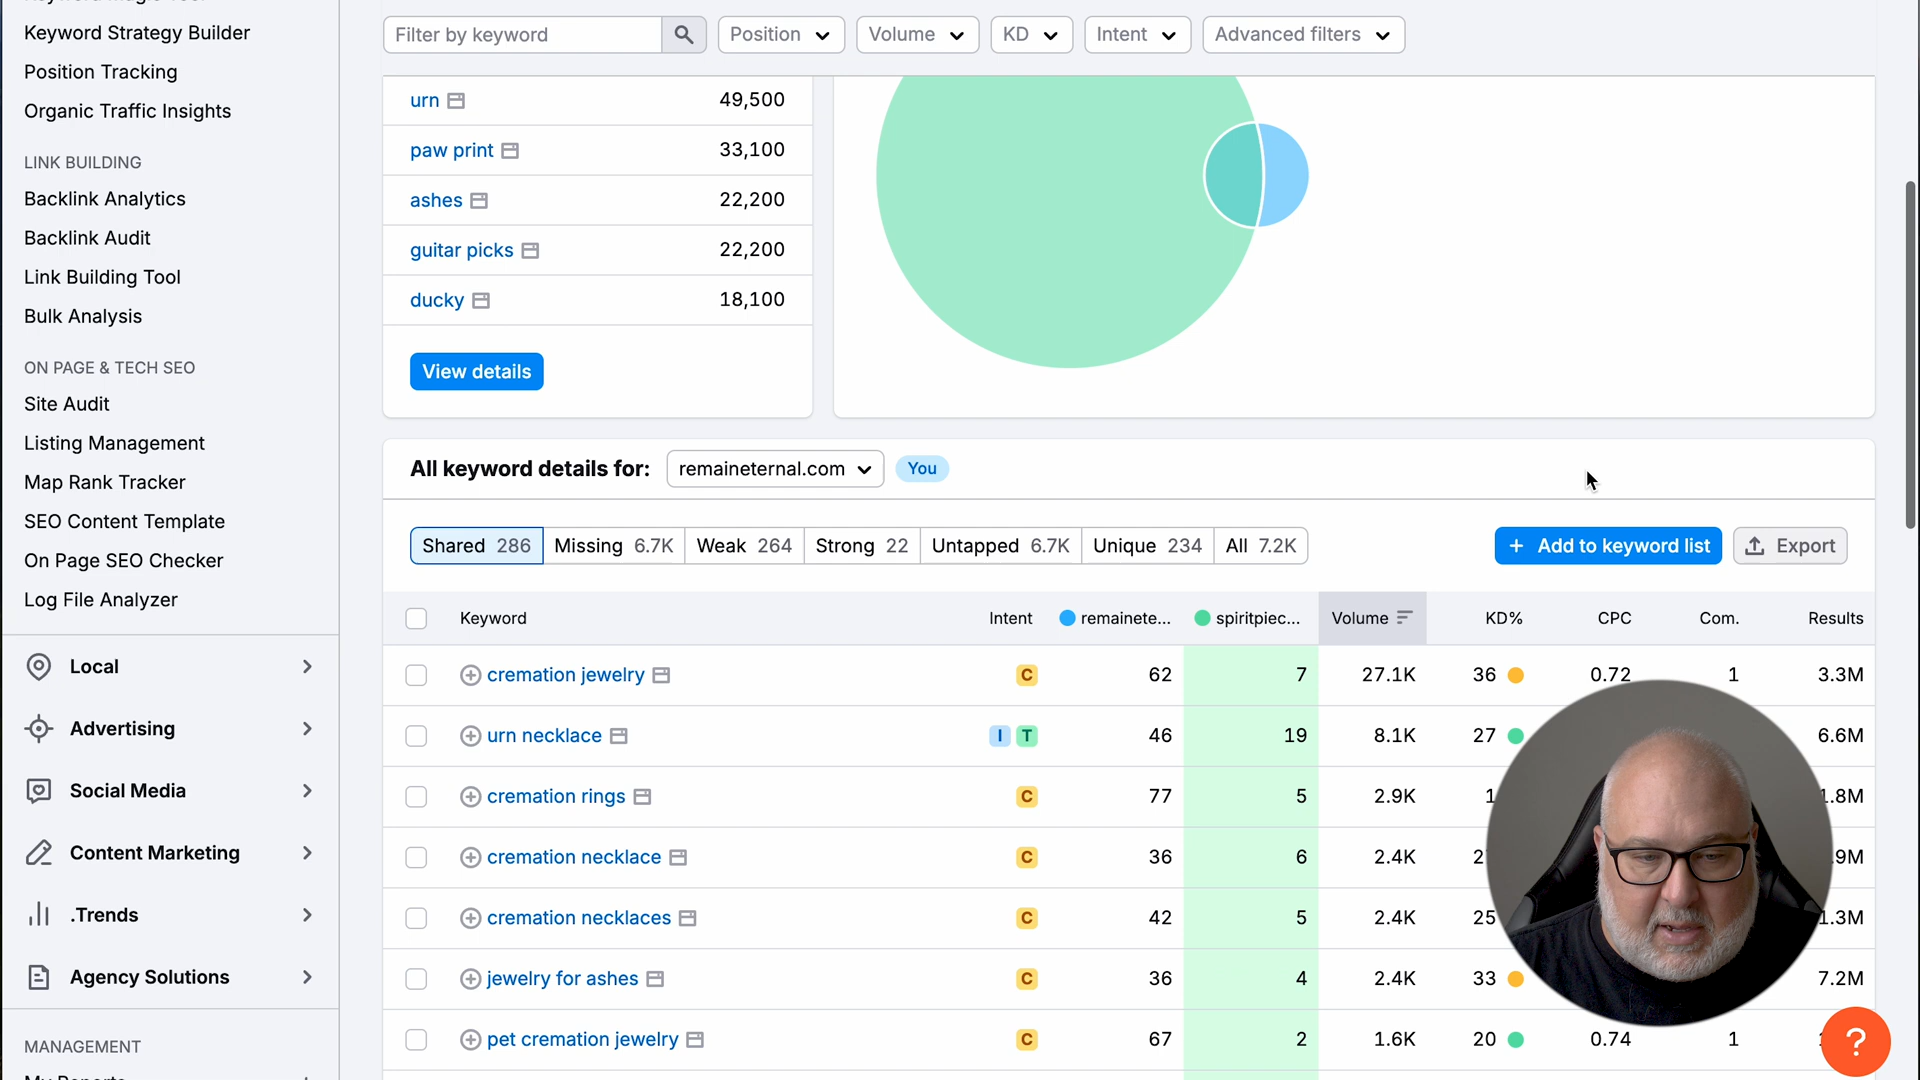 Keyword Strategy Builder
Position Tracking
Organic Traffic Insights
LINK BUILDING
Backlink Analytics
Backlink Audit
Link Building Tool
Bulk Analysis
ON PAGE & TECH SEO
Site Audit
Listing Management
Map Rank Tracker
SEO Content Template
On Page SEO Checker
Log File Analyzer
Local
Advertising
Social Media
Content Marketing
.Trends
Agency Solutions
MANAGEMENT
Filter by keyword Position Volume KD Intent Advanced filters
urn 49,500
paw print 33,100
ashes 22,200
guitar picks 22,200
ducky 18,100
View details
All keyword details for: remaineternal.com You
Shared 286 Missing 6.7K Weak 264 Strong 22 Untapped 6.7K Unique 234 All 7.2K + Add to keyword list Export
Keyword Intent remainete... spiritpiec... Volume KD% CPC Com. Results
cremation jewelry C 62 7 27.1K 36 0.72 1 3.3M
urn necklace I T 46 19 8.1K 27 6.6M
cremation rings C 77 5 2.9K
cremation necklace C 36 6 2.4K
cremation necklaces C 42 5 2.4K 25
jewelry for ashes C 36 4 2.4K 33 7.2M
pet cremation jewelry C 67 2 1.6K 20 0.74 1
?